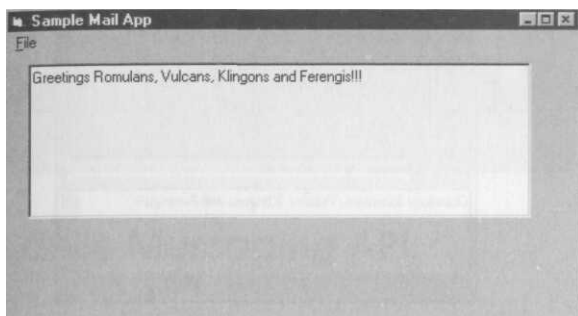 Sample Mail App
File
Greetings Romulans, Vulcans, Klingons and Ferengis!!!